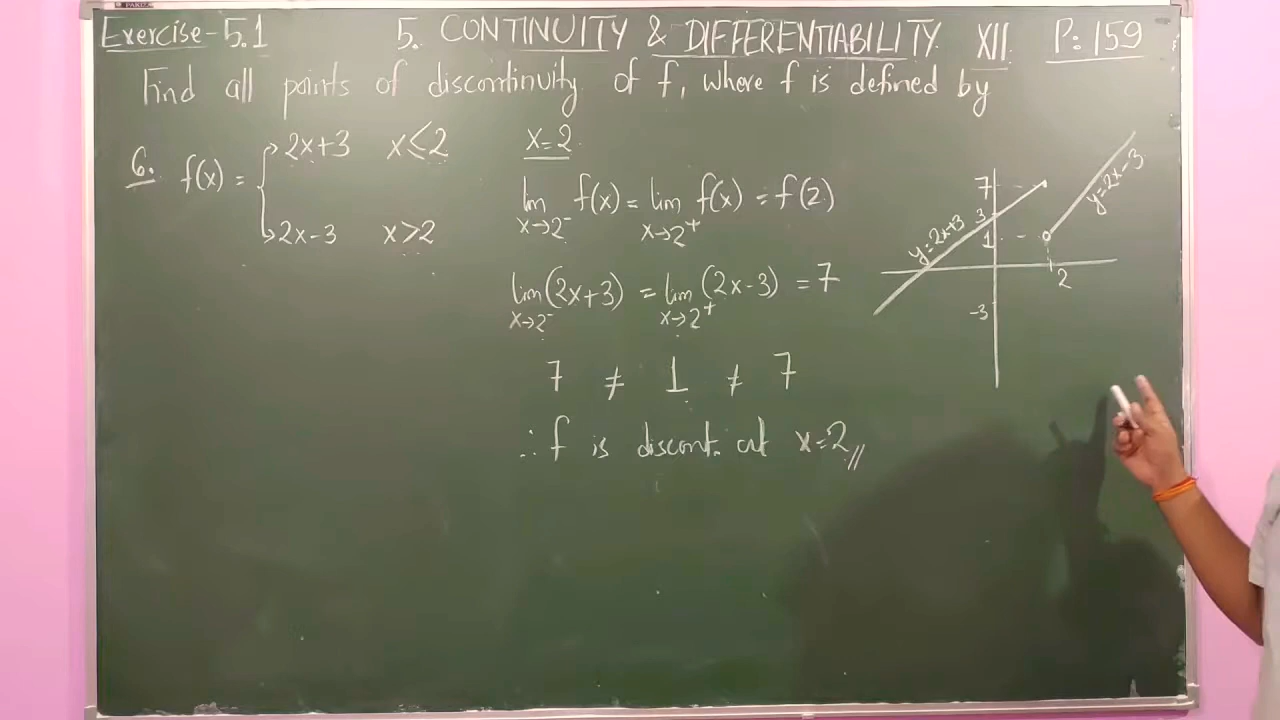 Exercise-5.1 5. CONTINUITY & DIFFERENTIABILITY XII P: 159
Find all points of discontinuity of f, where f is defined by
6. f(x) = 2x+3 x≤2
2x-3 x>2
x=2
lim x→2⁻ f(x) = lim x→2⁺ f(x) = f(2)
lim x→2⁻ (2x+3) = lim x→2⁺ (2x-3) = 7
7 ≠ 1 ≠ 7
∴ f is discont. at x=2 //
7
3
1
2
-3
y=2x+3
y=2x-3